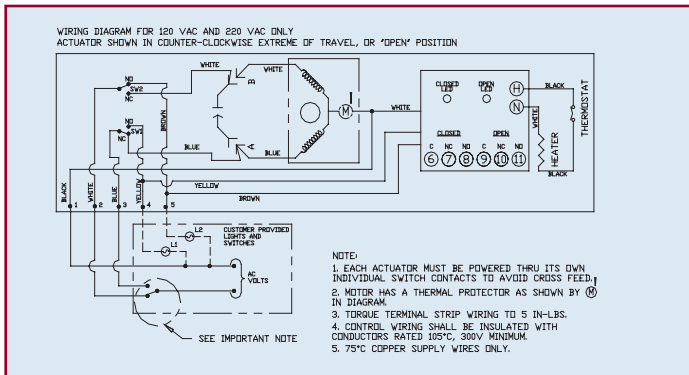 WIRING DIAGRAM FOR 120 VAC AND 220 VAC ONLY
ACTUATOR SHOWN IN COUNTER-CLOCKWISE EXTREME OF TRAVEL, OR "OPEN" POSITION
WHITE
WHITE
NO
SW2
NC
BROWN
B
A
NO
NC
SW1
BLUE
BLUE
M
WHITE
CLOSED
LED
OPEN
LED
H
N
BLACK
WHITE
HEATER
BLACK
THERMOSTAT
CLOSED
OPEN
C NC NO C NC NO
6 7 8 9 10 11
YELLOW
BROWN
BLACK
WHITE
BLUE
YELLOW
1 2 3 4 5
CUSTOMER PROVIDED
LIGHTS AND
SWITCHES
L2
L1
AC
VOLTS
SEE IMPORTANT NOTE
NOTE:
1. EACH ACTUATOR MUST BE POWERED THRU ITS OWN
INDIVIDUAL SWITCH CONTACTS TO AVOID CROSS FEED.
2. MOTOR HAS A THERMAL PROTECTOR AS SHOWN BY M
IN DIAGRAM.
3. TORQUE TERMINAL STRIP WIRING TO 5 IN-LBS.
4. CONTROL WIRING SHALL BE INSULATED WITH
CONDUCTORS RATED 105°C, 300V MINIMUM.
5. 75°C COPPER SUPPLY WIRES ONLY.